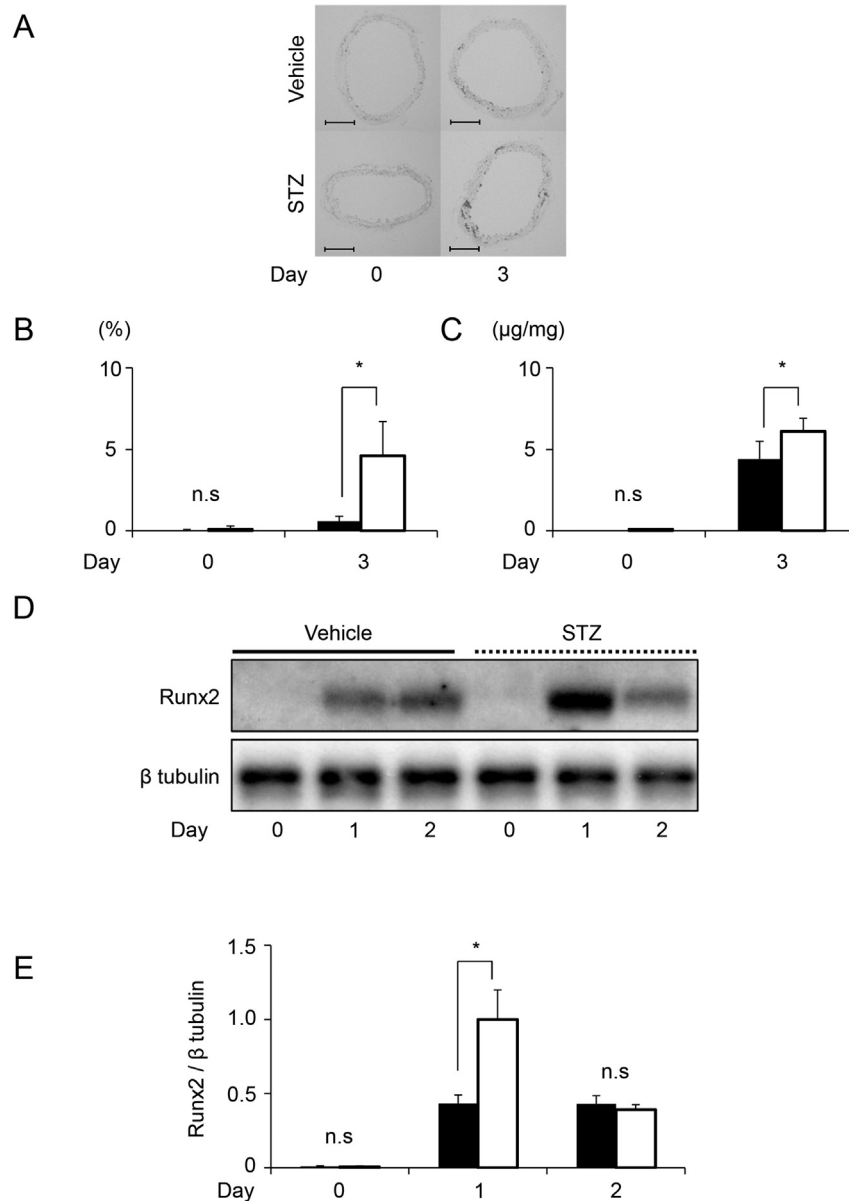 A
Vehicle
STZ
Day 0 3
B (%)
10
*
5
n.s
0
Day 0 3
C (µg/mg)
10
*
5
n.s
0
Day 0 3
D
Vehicle STZ
Runx2
β tubulin
Day 0 1 2 0 1 2
E
Runx2 / β tubulin
1.5
*
1.0
n.s
0.5
n.s
0
Day 0 1 2